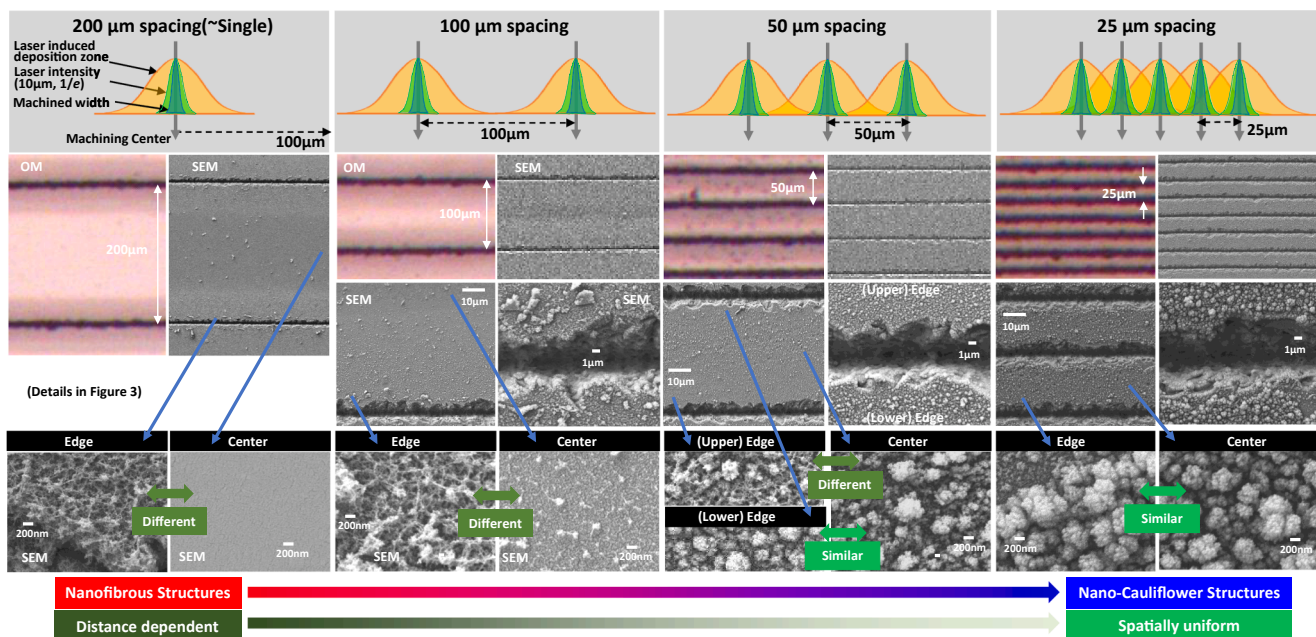 200 µm spacing(~Single)
100 µm spacing
50 µm spacing
25 µm spacing
Laser induced
deposition zone
Laser intensity
(10µm, 1/e)
Machined width
Machining Center
100µm
100µm
50µm
25µm
OM
SEM
200µm
OM
SEM
100µm
50µm
25µm
SEM
10µm
SEM
1µm
10µm
(Upper) Edge
1µm
(Lower) Edge
10µm
1µm
(Details in Figure 3)
Edge
Center
Edge
Center
(Upper) Edge
Center
Edge
Center
Different
200nm
SEM
SEM
200nm
Different
200nm
SEM
SEM
200nm
Different
(Lower) Edge
Similar
200nm
200nm
Similar
200nm
200nm
Nanofibrous Structures
Nano-Cauliflower Structures
Distance dependent
Spatially uniform